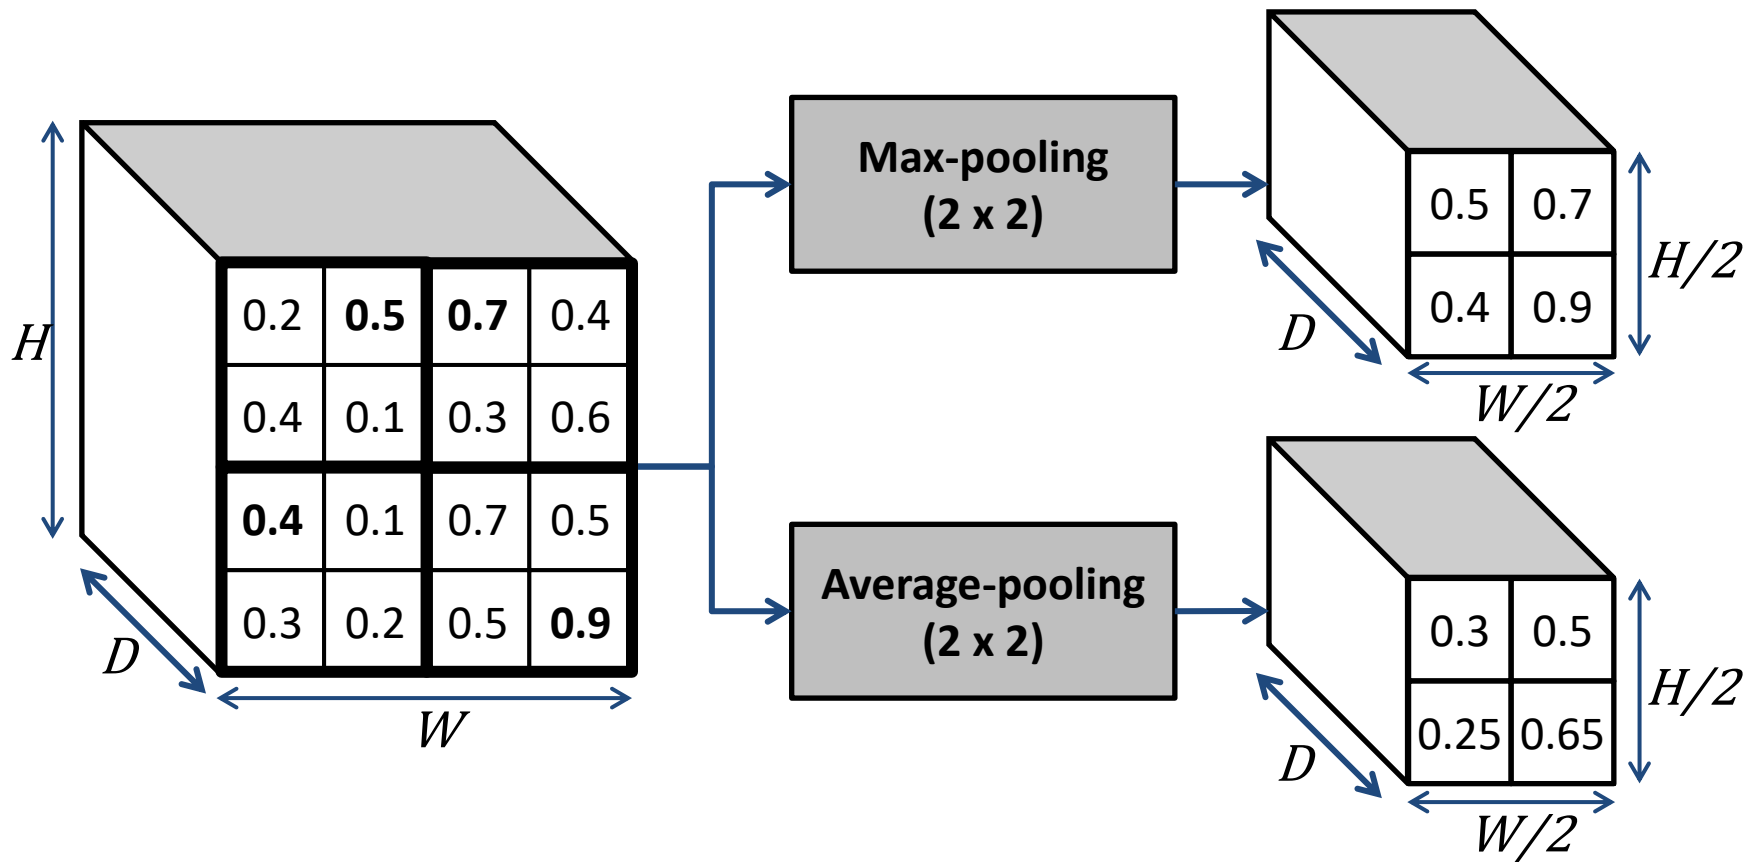 H
0.2 0.5 0.7 0.4
0.4 0.1 0.3 0.6
0.4 0.1 0.7 0.5
0.3 0.2 0.5 0.9
D
W
Max-pooling
(2 x 2)
Average-pooling
(2 x 2)
0.5 0.7
0.4 0.9
H/2
D
W/2
0.3 0.5
0.25 0.65
H/2
D
W/2